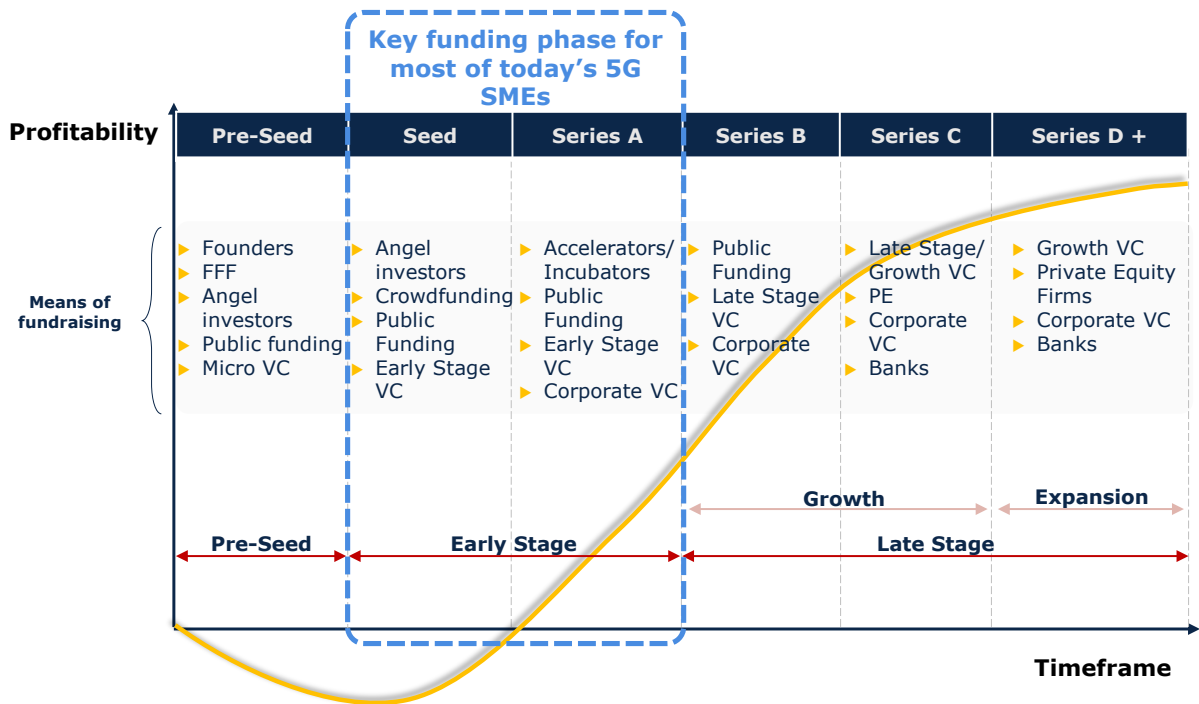 Key funding phase for
most of today's 5G
SMEs
Profitability
Pre-Seed
Seed
Series A
Series B
Series C
Series D +
Means of
fundraising
Founders
FFF
Angel
investors
Public funding
Micro VC
Angel
investors
Crowdfunding
Public
Funding
Early Stage
VC
Accelerators/
Incubators
Public
Funding
Early Stage
VC
Corporate VC
Public
Funding
Late Stage
VC
Corporate
VC
Late Stage/
Growth VC
PE
Corporate
VC
Banks
Growth VC
Private Equity
Firms
Corporate VC
Banks
Growth
Expansion
Pre-Seed
Early Stage
Late Stage
Timeframe